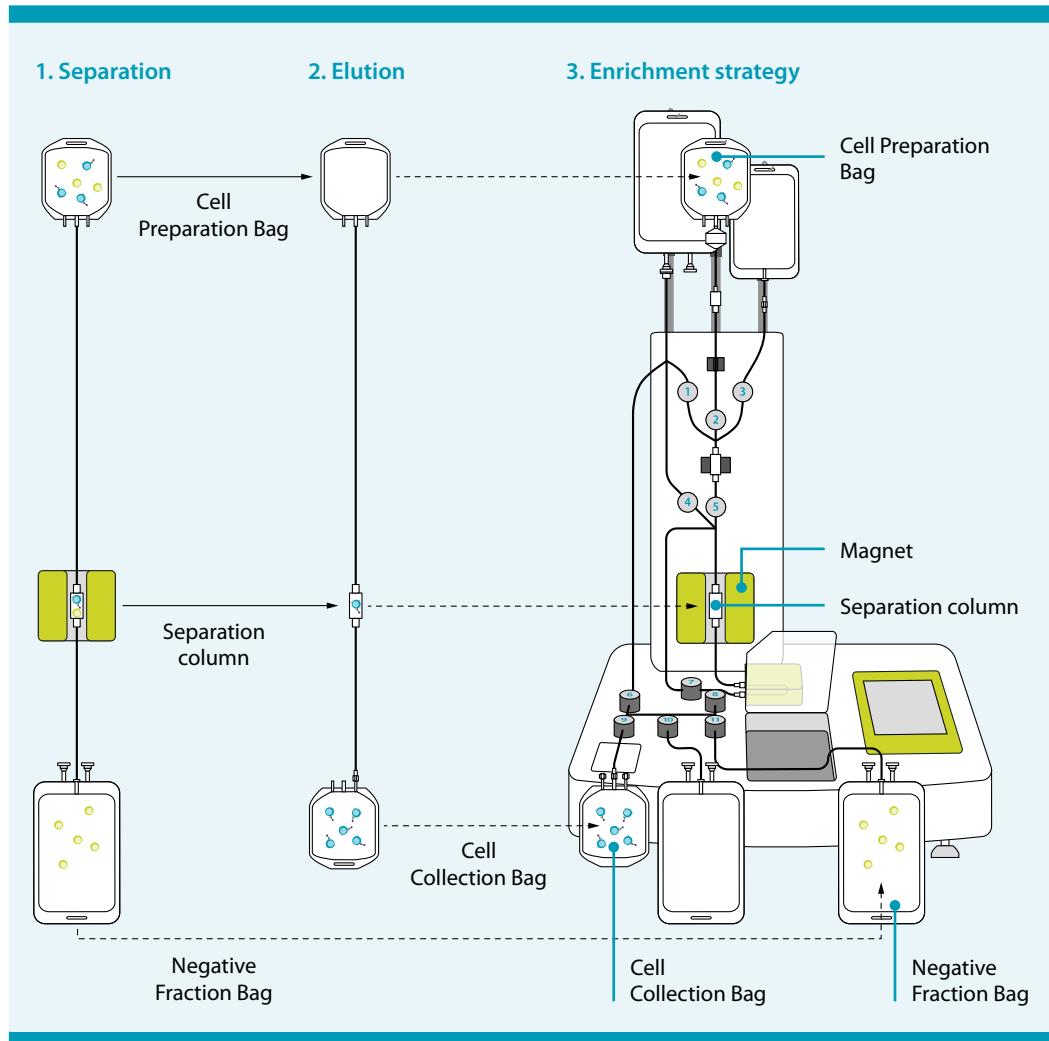 1. Separation
2. Elution
3. Enrichment strategy
Cell
Preparation Bag
Cell Preparation
Bag
1
3
2
4
5
Magnet
Separation column
Separation
column
7
6
8
9
10
11
Cell
Collection Bag
Negative
Fraction Bag
Cell
Collection Bag
Negative
Fraction Bag